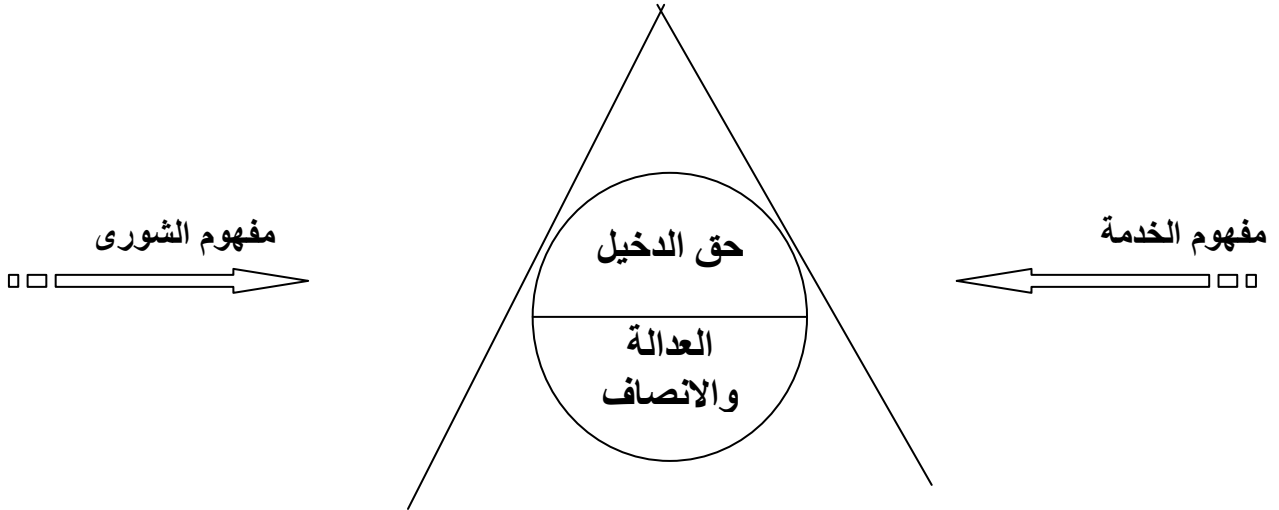 مفهوم الخدمة
مفهوم الشورى
حق الدخيل
العدالة
والانصاف